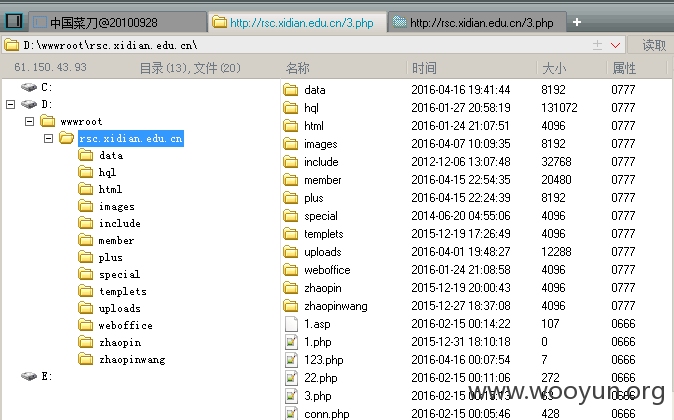 中国菜刀@20100928 http://rsc.xidian.edu.cn/3.php http://rsc.xidian.edu.cn/3.php +
D:\wwwroot\rsc.xidian.edu.cn\ 读取
61.150.43.93 目录(13),文件(20) 名称 时间 大小 属性
C:
D:
wwwroot
rsc.xidian.edu.cn
data
hql
html
images
include
member
plus
special
templets
uploads
weboffice
zhaopin
zhaopinwang
E:
data 2016-04-16 19:41:44 8192 0777
hql 2016-01-27 20:58:19 131072 0777
html 2016-01-24 21:07:51 4096 0777
images 2016-04-07 10:09:35 8192 0777
include 2012-12-06 13:07:48 32768 0777
member 2016-04-15 22:54:35 20480 0777
plus 2016-04-15 22:24:39 8192 0777
special 2014-06-20 04:55:06 4096 0777
templets 2015-12-19 17:26:49 4096 0777
uploads 2016-04-01 19:48:27 12288 0777
weboffice 2016-01-24 21:08:58 4096 0777
zhaopin 2015-12-19 20:00:43 4096 0777
zhaopinwang 2015-12-27 18:37:08 4096 0777
1.asp 2016-02-15 00:14:22 107 0666
1.php 2015-12-31 18:10:18 0 0666
123.php 2016-04-16 00:07:54 7 0666
22.php 2016-02-15 00:11:06 272 0666
3.php 0666
conn.php 2016-02-15 00:05:46 428 0666
www.wooyun.org